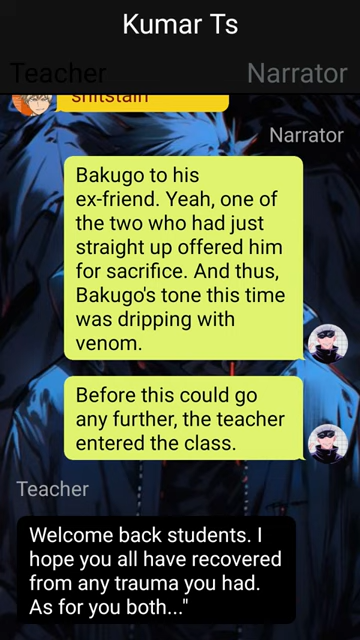 Kumar Ts
Teacher
Narrator
shitstain
Narrator
Bakugo to his
ex-friend. Yeah, one of
the two who had just
straight up offered him
for sacrifice. And thus,
Bakugo's tone this time
was dripping with
venom.
Before this could go
any further, the teacher
entered the class.
Teacher
Welcome back students. I
hope you all have recovered
from any trauma you had.
As for you both..."